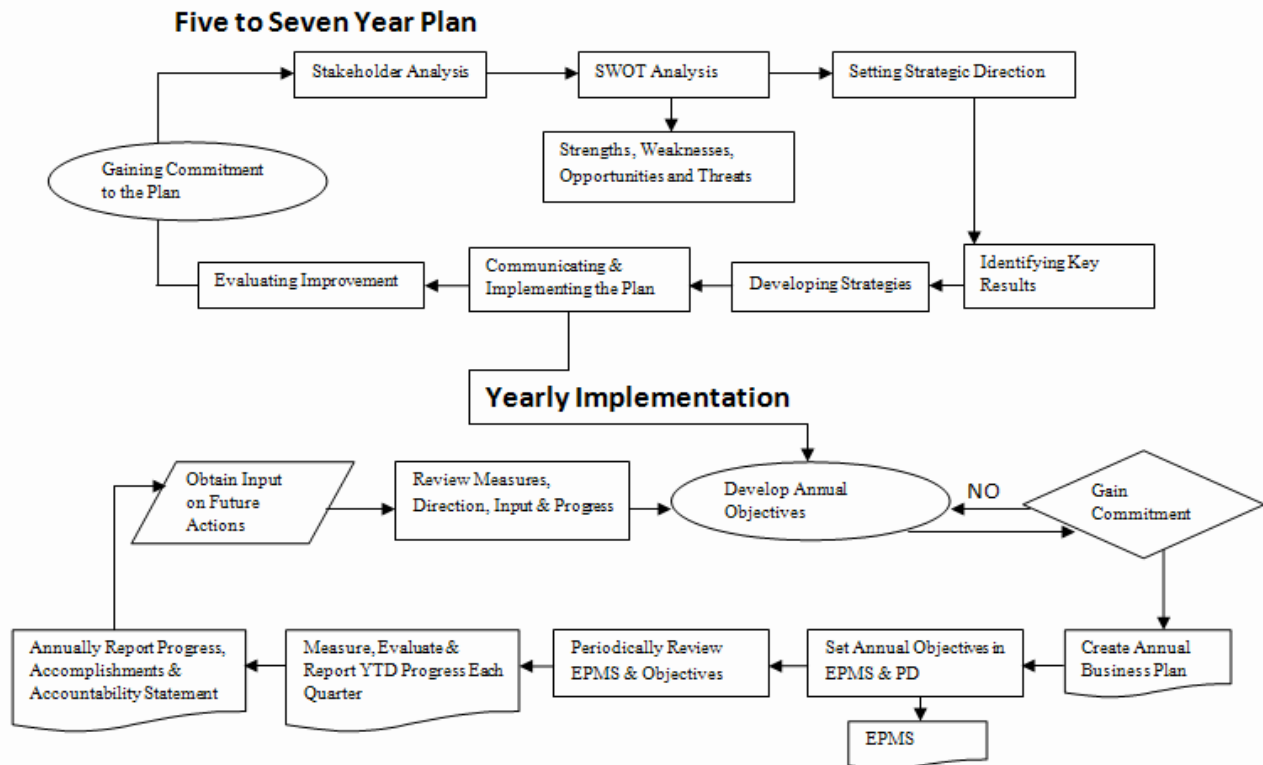 Five to Seven Year Plan
Stakeholder Analysis
SWOT Analysis
Setting Strategic Direction
Strengths, Weaknesses,
Opportunities and Threats
Gaining Commitment
to the Plan
Evaluating Improvement
Communicating &
Implementing the Plan
Developing Strategies
Identifying Key
Results
Yearly Implementation
Obtain Input
on Future
Actions
Review Measures,
Direction, Input & Progress
Develop Annual
Objectives
NO
Gain
Commitment
Annually Report Progress,
Accomplishments &
Accountability Statement
Measure, Evaluate &
Report YTD Progress Each
Quarter
Periodically Review
EPMS & Objectives
Set Annual Objectives in
EPMS & PD
Create Annual
Business Plan
EPMS